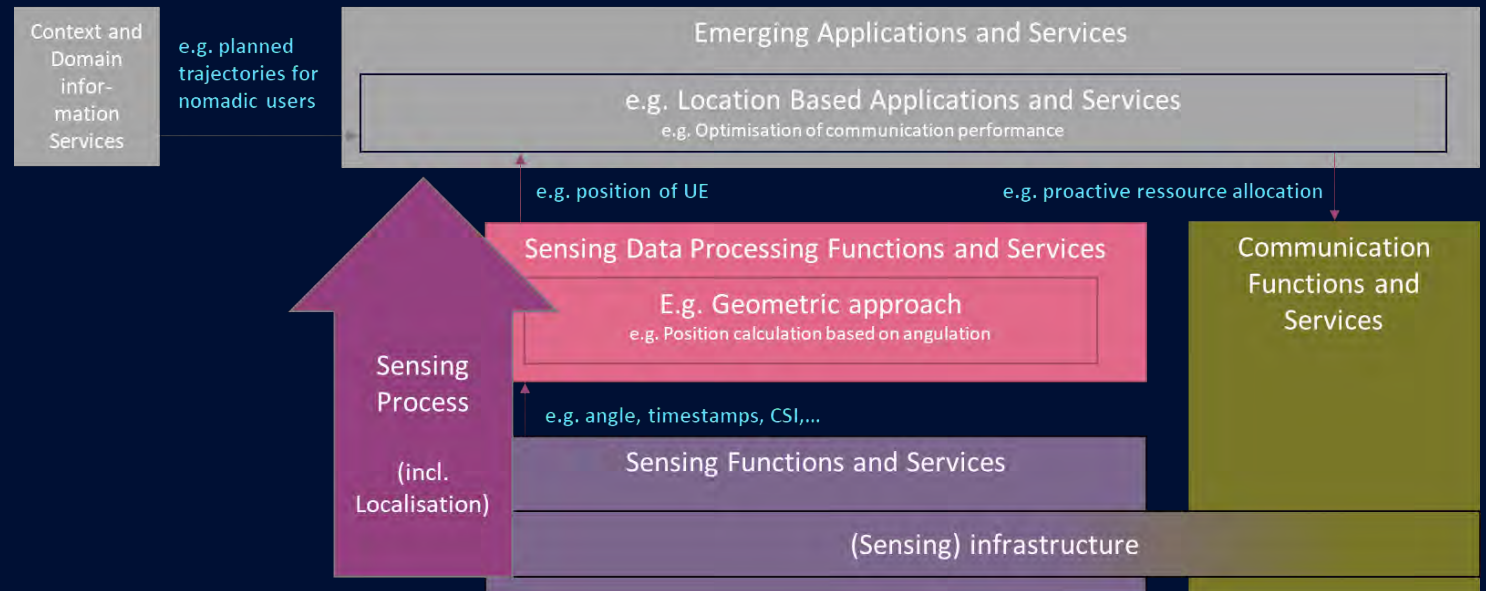 Context and
Domain
infor-
mation
Services
e.g. planned
trajectories for
nomadic users
Emerging Applications and Services
e.g. Location Based Applications and Services
e.g. Optimisation of communication performance
e.g. position of UE
e.g. proactive ressource allocation
Sensing Data Processing Functions and Services
E.g. Geometric approach
e.g. Position calculation based on angulation
Communication
Functions and
Services
Sensing
Process
(incl.
Localisation)
e.g. angle, timestamps, CSI,...
Sensing Functions and Services
(Sensing) infrastructure